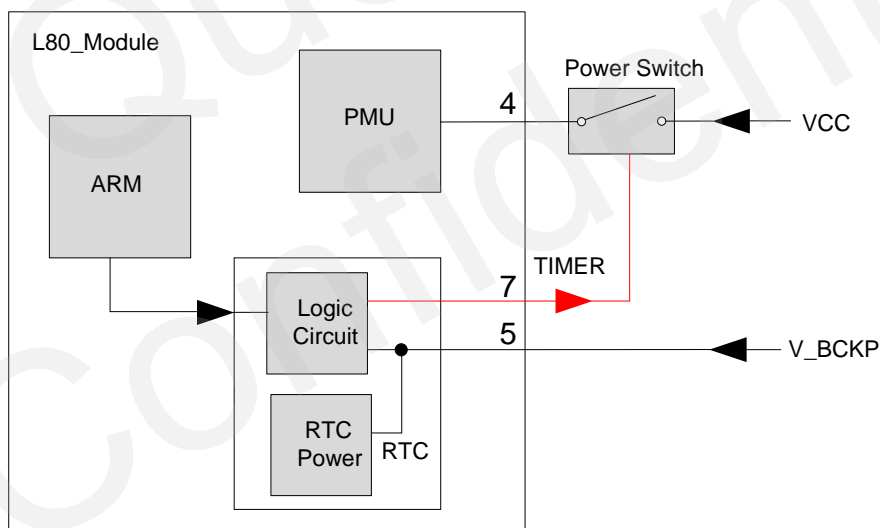 L80_Module
Power Switch
PMU
4
VCC
ARM
TIMER
7
Logic
Circuit
5
V_BCKP
RTC
Power
RTC